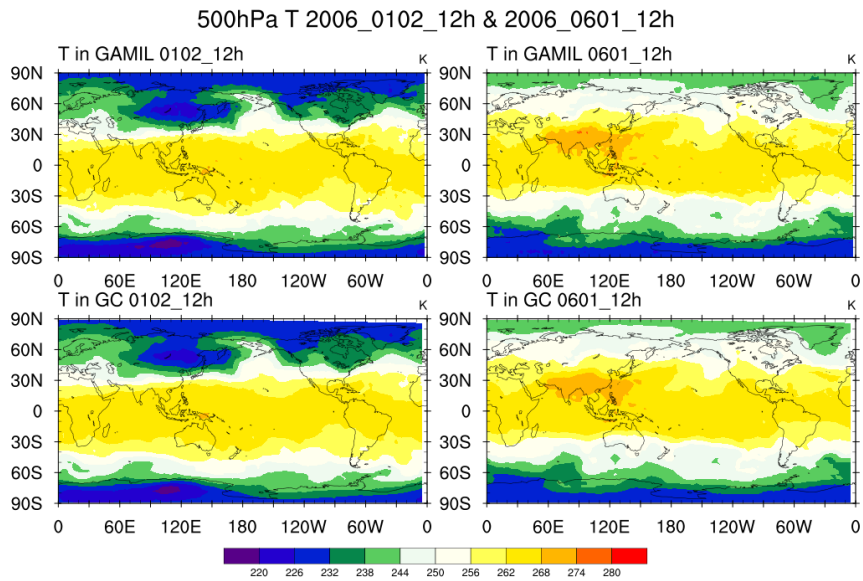 500hPa T 2006_0102_12h & 2006_0601_12h
T in GAMIL 0102_12h K
90N
60N
30N
0
30S
60S
90S
0 60E 120E 180 120W 60W 0
T in GAMIL 0601_12h K
90N
60N
30N
0
30S
60S
90S
0 60E 120E 180 120W 60W 0
T in GC 0102_12h K
90N
60N
30N
0
30S
60S
90S
0 60E 120E 180 120W 60W 0
T in GC 0601_12h K
90N
60N
30N
0
30S
60S
90S
0 60E 120E 180 120W 60W 0
220 226 232 238 244 250 256 262 268 274 280